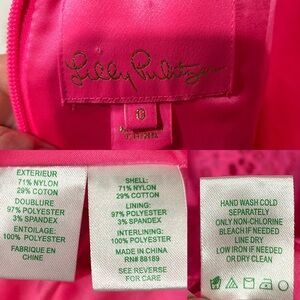 Lilly Pulitzer
EXTERIEUR
71% NYLON
29% COTTON
DOUBLURE
97% POLYESTER
3% SPANDEX
ENTOILAGE:
100% POLYESTER
FABRIQUE EN
CHINE
SHELL:
71% NYLON
29% COTTON
LINING:
97% POLYESTER
3% SPANDEX
INTERLINING:
100% POLYESTER
MADE IN CHINA
RN# 88189
SEE REVERSE
FOR CARE
HAND WASH COLD
SEPARATELY
ONLY NON-CHLORINE
BLEACH IF NEEDED
LINE DRY
LOW IRON IF NEEDED
OR DRY CLEAN